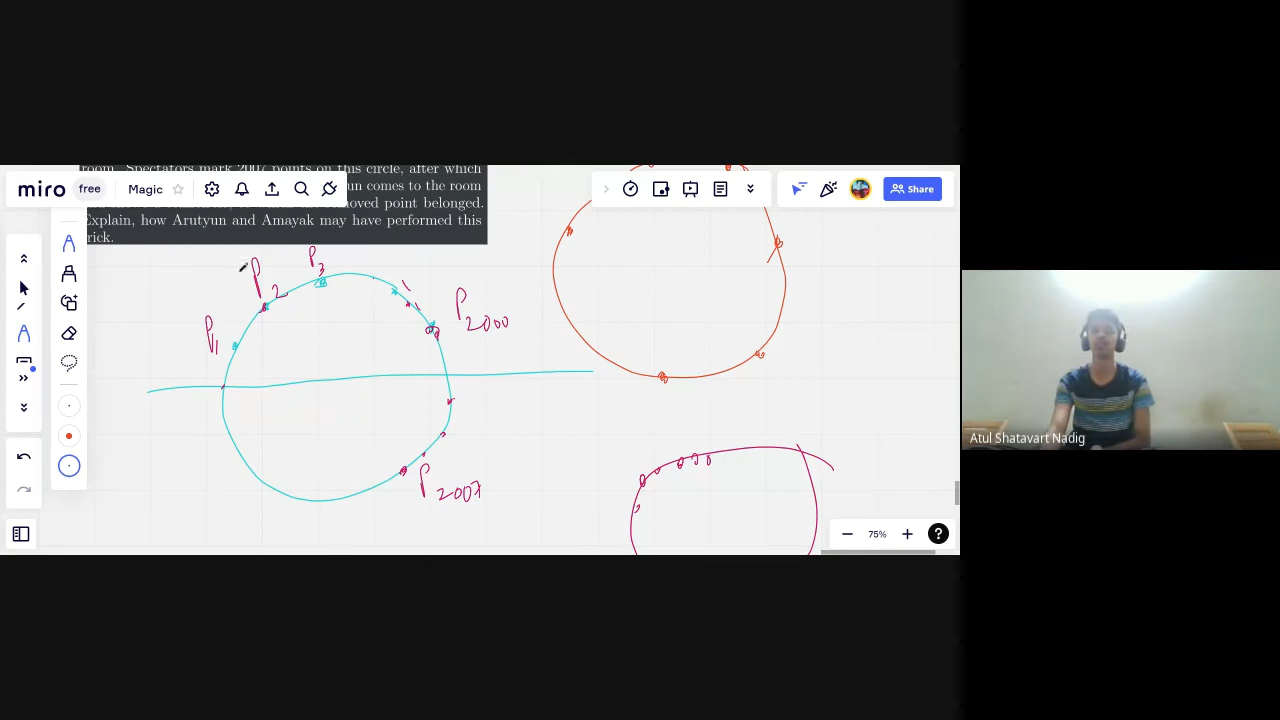 room. Spectators mark 2007 points on this circle, after which
un comes to the room
moved point belonged.
Explain, how Arutyun and Amayak may have performed this
rick.
miro
free
Magic
Share
P3
P2
P1
P2000
P2007
Atul Shatavart Nadig
75%